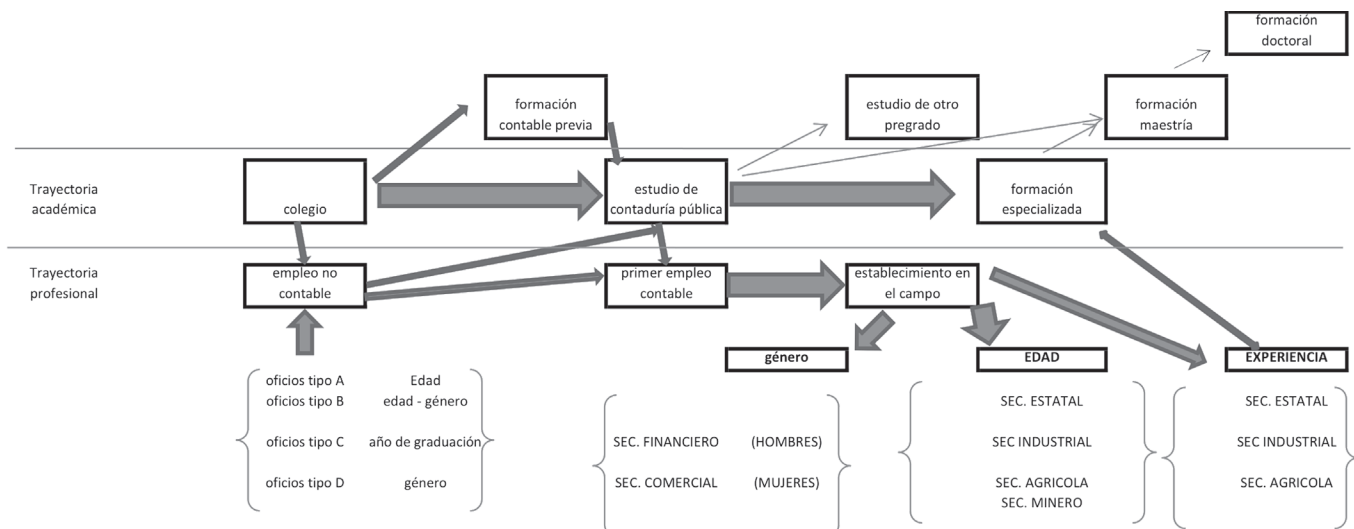 formación
doctoral
formación
contable previa
estudio de otro
pregrado
formación
maestría
Trayectoria
académica
colegio
estudio de
contaduría pública
formación
especializada
Trayectoria
profesional
empleo no
contable
primer empleo
contable
establecimiento en
el campo
género
EDAD
EXPERIENCIA
oficios tipo A Edad
oficios tipo B edad - género
oficios tipo C año de graduación
oficios tipo D género
SEC. FINANCIERO (HOMBRES)
SEC. COMERCIAL (MUJERES)
SEC. ESTATAL
SEC INDUSTRIAL
SEC. AGRICOLA
SEC. MINERO
SEC. ESTATAL
SEC INDUSTRIAL
SEC. AGRICOLA